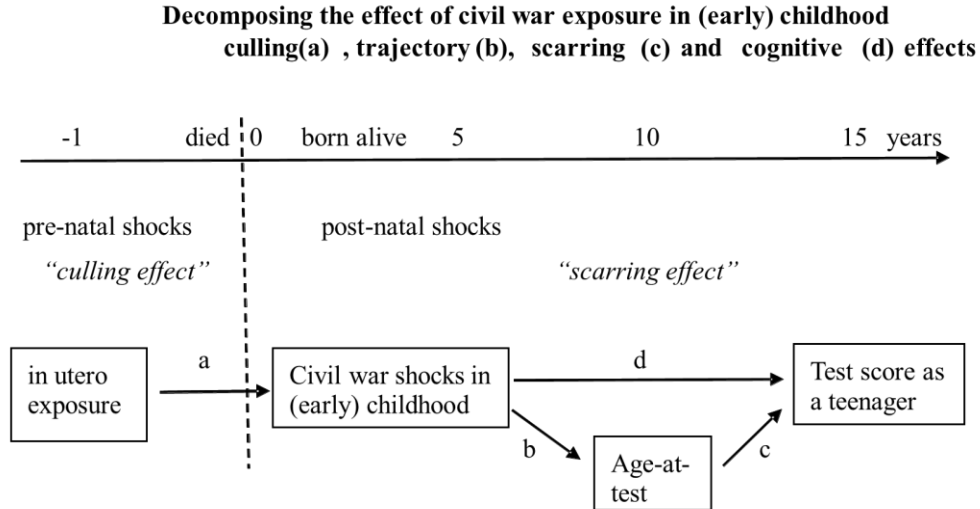 Decomposing the effect of civil war exposure in (early) childhood
culling(a) , trajectory (b), scarring (c) and cognitive (d) effects
-1 died 0 born alive 5 10 15 years
pre-natal shocks post-natal shocks
“culling effect” “scarring effect”
in utero
exposure
a
Civil war shocks in
(early) childhood
d
Test score as
a teenager
b
Age-at-
test
c